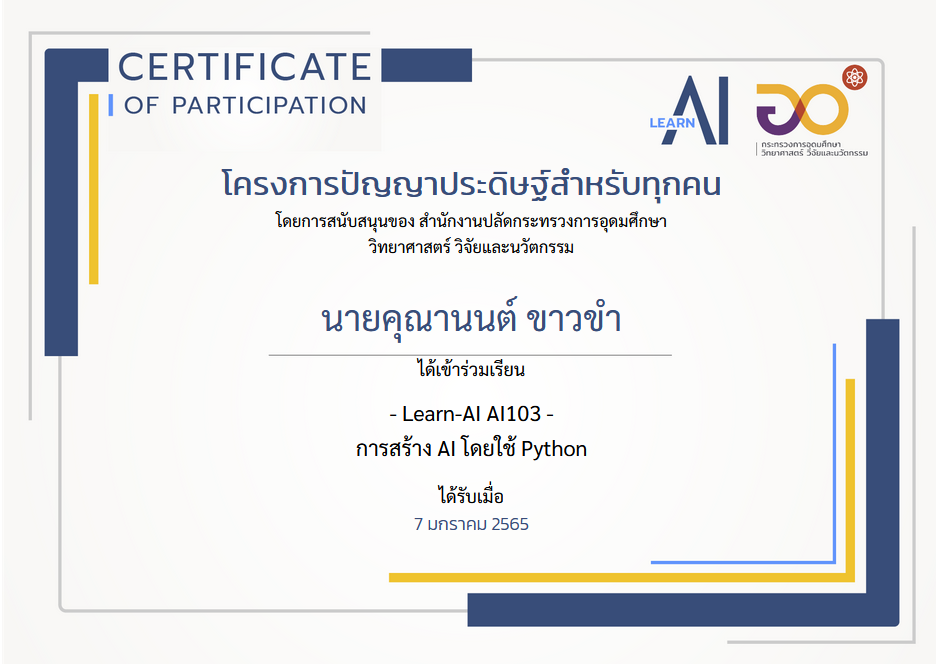 CERTIFICATE
OF PARTICIPATION
LEARN AI
กระทรวงการอุดมศึกษา
วิทยาศาสตร์ วิจัยและนวัตกรรม
โครงการปัญญาประดิษฐ์สำหรับทุกคน
โดยการสนับสนุนของ สำนักงานปลัดกระทรวงการอุดมศึกษา
วิทยาศาสตร์ วิจัยและนวัตกรรม
นายคุณานนต์ ขาวขำ
ได้เข้าร่วมเรียน
- Learn-AI AI103 -
การสร้าง AI โดยใช้ Python
ได้รับเมื่อ
7 มกราคม 2565